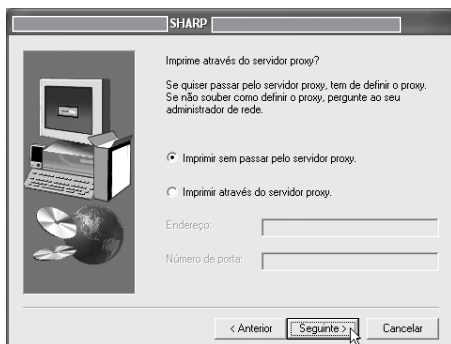 SHARP
Imprime através do servidor proxy?
Se quiser passar pelo servidor proxy, tem de definir o proxy.
Se não souber como definir o proxy, pergunte ao seu
administrador de rede.
Imprimir sem passar pelo servidor proxy.
Imprimir através do servidor proxy.
Endereço:
Número de porta:
< Anterior Seguinte > Cancelar